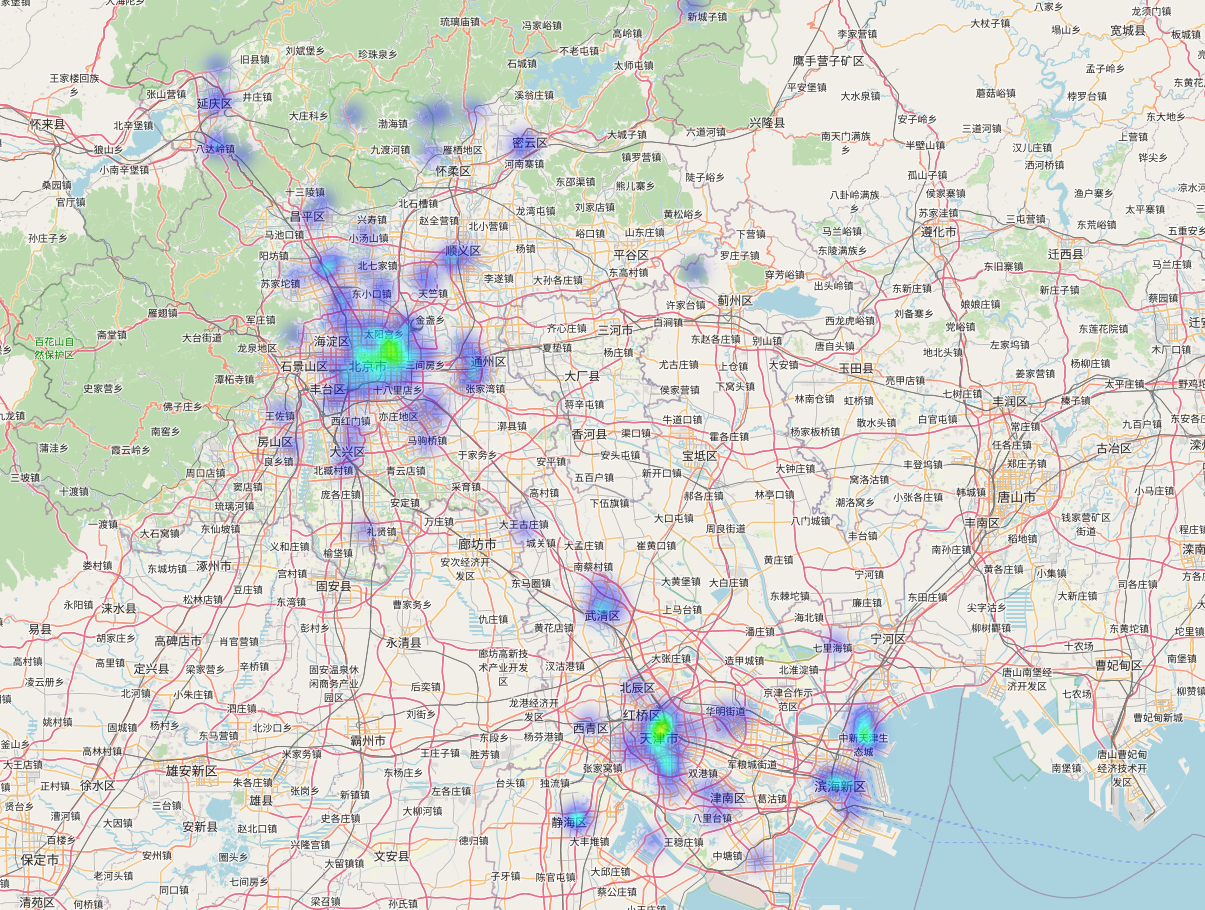 大海陀乡
琉璃庙镇
冯家峪镇
新城子镇
八家乡
龙须门镇
高岭镇
李家营镇
大杖子镇
塌山乡
宽城县
板城镇
旧县镇
刘斌堡乡
珍珠泉乡
不老屯镇
石城镇
太师屯镇
鹰手营子矿区
孟子岭乡
王家楼回族
乡
张山营镇
延庆区
井庄镇
溪翁庄镇
平安堡镇
大水泉镇
蘑菇峪镇
桲罗台镇
怀来县
北辛堡镇
大庄科乡
渤海镇
大城子镇
六道河镇
兴隆县
安子岭乡
三道河镇
东大地乡
狼山乡
八达岭镇
九渡河镇
雁栖地区
密云区
南天门满族
乡
半壁山镇
汉儿庄镇
上营镇
小南辛堡镇
怀柔区
河南寨镇
镇罗营镇
洒河桥镇
铧尖乡
桑园镇
官厅镇
十三陵镇
东邵渠镇
熊儿寨乡
陡子峪乡
八卦岭满族
乡
孤山子镇
侯家寨镇
渔户寨乡
北石槽镇
昌平区
兴寿镇
赵全营镇
龙湾屯镇
刘家店镇
黄松峪乡
苏家洼镇
太平寨镇
三屯营镇
孙庄子乡
马池口镇
小汤山镇
北小营镇
峪口镇
山东庄镇
下营镇
马兰峪镇
遵化市
东荒峪镇
阳坊镇
顺义区
杨镇
平谷区
罗庄子镇
东陵满族乡
迁西县
北七家镇
东高村镇
马兰庄镇
苏家坨镇
李遂镇
大孙各庄镇
穿芳峪镇
东旧寨镇
东小口镇
天竺镇
出头岭镇
东新庄镇
新庄子乡
蓟州区
许家台镇
娘娘庄镇
蔡园镇
雁翅镇
军庄镇
金盏乡
白涧镇
西龙虎峪镇
刘备寨乡
斋堂镇
大台街道
太阳宫乡
齐心庄镇
三河市
党峪镇
东莲花院镇
百花山自
然保护区
海淀区
东赵各庄镇
别山镇
唐自头镇
左家坞镇
龙泉地区
夏垫镇
杨庄镇
地北头镇
木厂口镇
石景山区
北京市
三间房乡
通州区
尤古庄镇
上仓镇
大安镇
玉田县
杨柳庄镇
潭柘寺镇
大厂县
姜家营镇
史家营乡
丰台区
十八里店乡
张家湾镇
侯家营镇
下窝头镇
亮甲店镇
太平庄乡
七树庄镇
佛子庄乡
王佐镇
西红门镇
亦庄地区
蒋辛屯镇
林南仓镇
虹桥镇
丰润区
榛子镇
牛道口镇
散水头镇
白官屯镇
南窖乡
漷县镇
常庄镇
九百户镇
房山区
马驹桥镇
香河县
渠口镇
霍各庄镇
杨家板桥镇
蒲洼乡
霞云岭乡
大兴区
于家务乡
安头屯镇
宝坻区
任各庄镇
古冶区
良乡镇
安平镇
丰登坞镇
郑庄子镇
三坡镇
周口店镇
北臧村镇
青云店镇
五百户镇
新开口镇
大钟庄镇
窝洛沽镇
十渡镇
窦店镇
庞各庄镇
采育镇
高村镇
郝各庄镇
林亭口镇
小张各庄镇
韩城镇
唐山市
小马庄镇
琉璃河镇
安定镇
下伍旗镇
潮洛窝乡
一渡镇
东仙坡镇
礼贤镇
万庄镇
大王古庄镇
大口屯镇
周良街道
八门城镇
丰南区
钱家营矿区
街道
大石窝镇
廊坊市
城关镇
大孟庄镇
崔黄口镇
丰台镇
稻地镇
义和庄镇
榆垡镇
南孙庄镇
娄村镇
东城坊镇
涿州市
安次经济开
发区
南蔡村镇
黄庄镇
黄各庄镇
宫村镇
固安县
东马圈镇
大黄堡镇
大白庄镇
宁河镇
小集镇
司各庄镇
豆庄镇
永阳镇
涞水县
松林店镇
东湾镇
曹家务乡
武清区
上马台镇
东棘坨镇
廉庄镇
东田庄镇
大新庄镇
尖字沽乡
仇庄镇
海北镇
易县
胡家庄乡
高碑店市
彭村乡
永清县
黄花店镇
潘庄镇
柳树酄镇
东黄坨镇
肖官营镇
宁河区
坨里镇
廊坊高新技
术产业开发
区
七里海镇
十农场
高村镇
高里镇
梁家营乡
辛桥镇
汉沽港镇
大张庄镇
造甲城镇
曹妃甸区
定兴县
固安温泉休
闲商务产业
园区
北淮淀镇
唐山南堡经
济开发区
凌云册乡
后奕镇
北辰区
京津合作示
范区
北河镇
小朱庄镇
七农场
柳赞镇
泗庄镇
龙港经济开
发区
刘街乡
红桥区
华明街道
姚村镇
固城镇
杨村乡
北沙口乡
曹妃甸新城
西青区
霸州市
东段乡
杨芬港镇
天津市
中新天津生
态城
釜山乡
东马营镇
高林村镇
米家务镇
王庄子镇
胜芳镇
唐山曹妃甸
经济技术开
发区
大王店镇
张家窝镇
军粮城街道
南堡镇
雄安新区
东杨庄乡
双港镇
正村镇
徐水区
朱各庄镇
台头镇
独流镇
滨海新区
张岗乡
新镇镇
左各庄镇
津南区
葛沽镇
雄县
三台镇
贤台乡
漕河镇
大因镇
大柳河镇
史各庄镇
静海区
八里台镇
安新县
赵北口镇
百楼乡
兴隆宫镇
德归镇
大丰堆镇
王稳庄镇
安州镇
圈头乡
文安县
中塘镇
保定市
大留镇镇
老河头镇
七间房乡
子牙镇
陈官屯镇
大邱庄镇
同口镇
蔡公庄镇
清苑区
何桥镇
梁召镇
孙氏镇